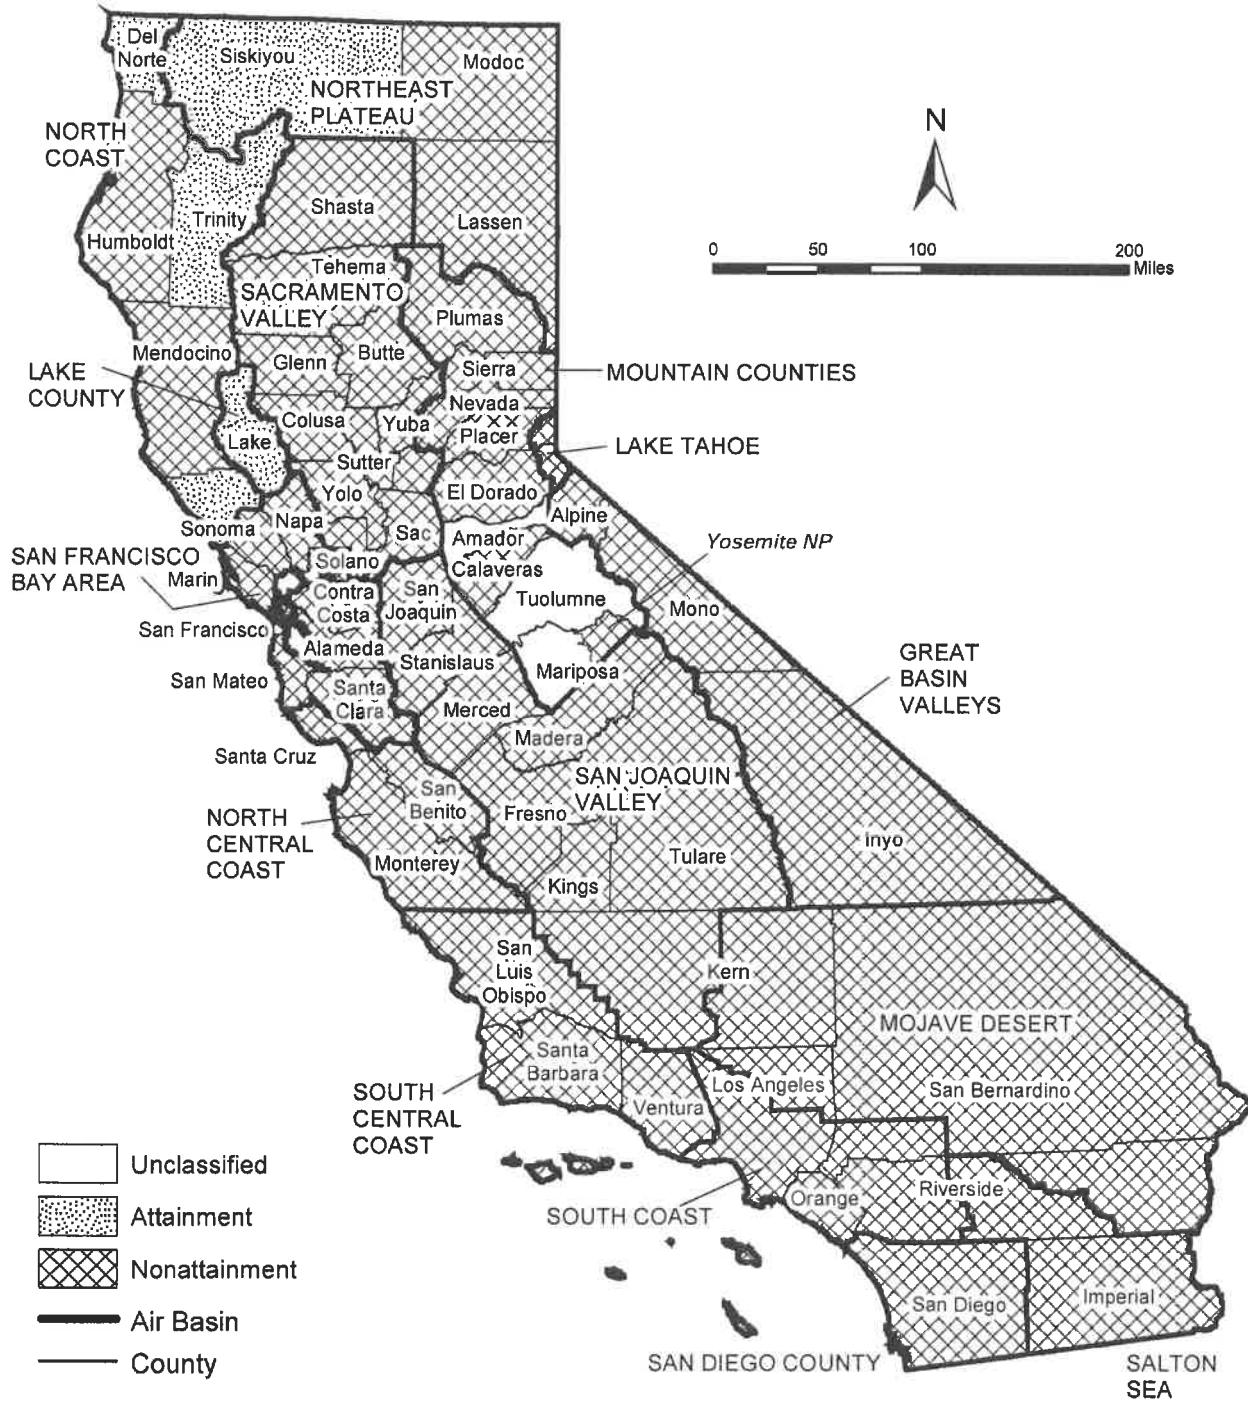 Del
Norte
Siskiyou
Modoc
NORTHEAST
PLATEAU
NORTH
COAST
N
Shasta
Trinity
Lassen
Humboldt
0 50 100 200
Miles
Tehema
SACRAMENTO
VALLEY
Plumas
Mendocino
Glenn
Butte
Sierra
MOUNTAIN COUNTIES
LAKE
COUNTY
Nevada
Colusa
Yuba
Placer
Lake
LAKE TAHOE
Sutter
Yolo
El Dorado
Napa
Sonoma
Alpine
Sac
Amador
Yosemite NP
SAN FRANCISCO
BAY AREA
Solano
Calaveras
Marin
Contra
Costa
San
Joaquin
Tuolumne
Mono
San Francisco
Alameda
Stanislaus
GREAT
BASIN
VALLEYS
San Mateo
Mariposa
Santa
Clara
Merced
Madera
Santa Cruz
SAN JOAQUIN
VALLEY
San
Benito
Fresno
NORTH
CENTRAL
COAST
Inyo
Monterey
Tulare
Kings
San
Luis
Obispo
Kern
MOJAVE DESERT
Santa
Barbara
Los Angeles
San Bernardino
SOUTH
CENTRAL
COAST
Ventura
Unclassified
Attainment
Nonattainment
Air Basin
County
Orange
Riverside
SOUTH COAST
San Diego
Imperial
SAN DIEGO COUNTY
SALTON
SEA